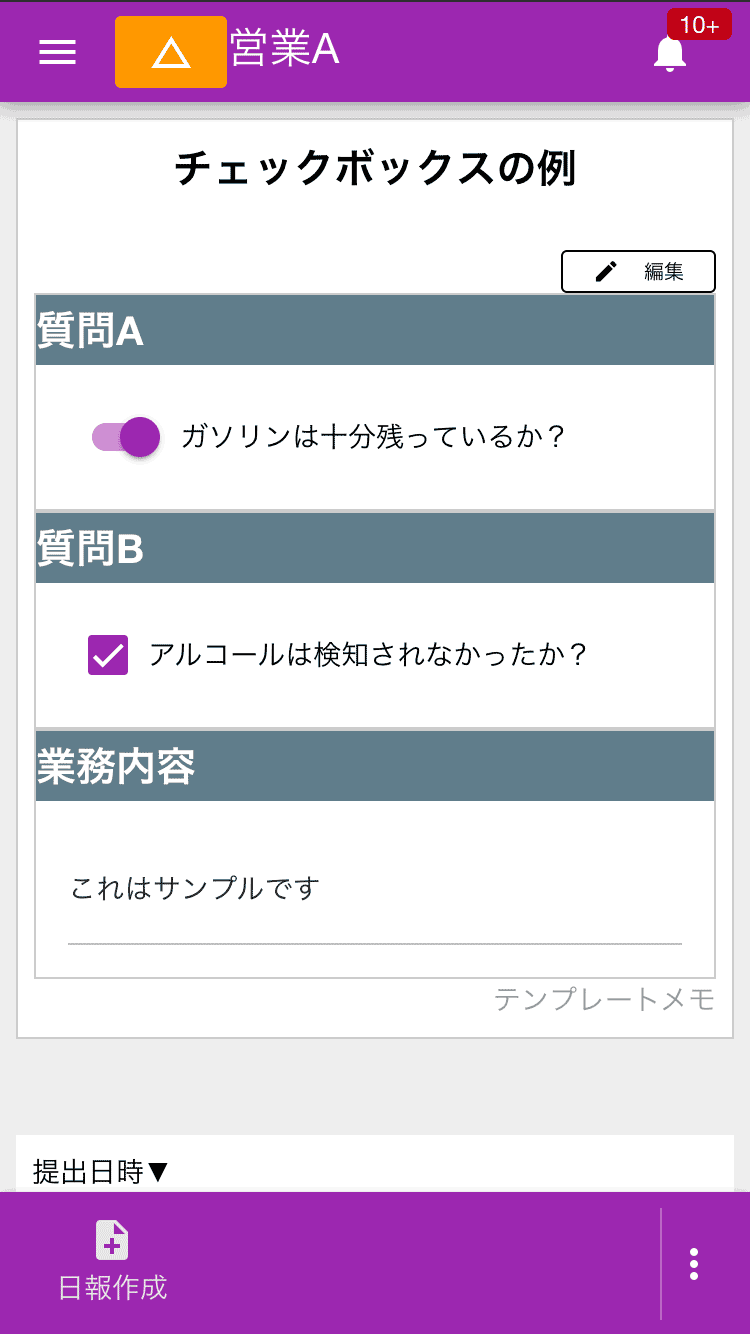 営業A
10+
チェックボックスの例
編集
質問A
ガソリンは十分残っているか？
質問B
アルコールは検知されなかったか？
業務内容
これはサンプルです
テンプレートメモ
提出日時▼
日報作成